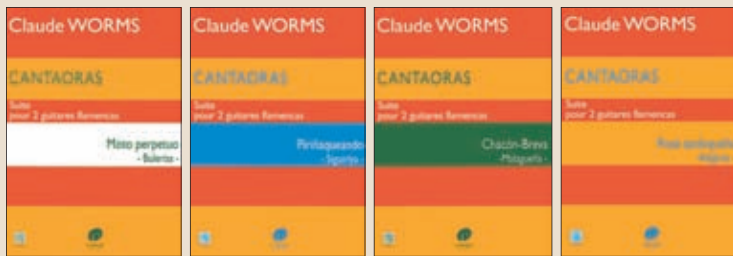 Claude WORMS
CANTAORAS
Suite
pour 2 guitares flamencas
perpetuo
- Bulerías -
Claude WORMS
CANTAORAS
Suite
pour 2 guitares flamencas
Piriñaqueando
Claude WORMS
CANTAORAS
Suite
pour 2 guitares flamencas
Chacón-Breva
-Malagueña-
Claude WORMS
CANTAORAS
Suite
pour 2 guitares flamencas